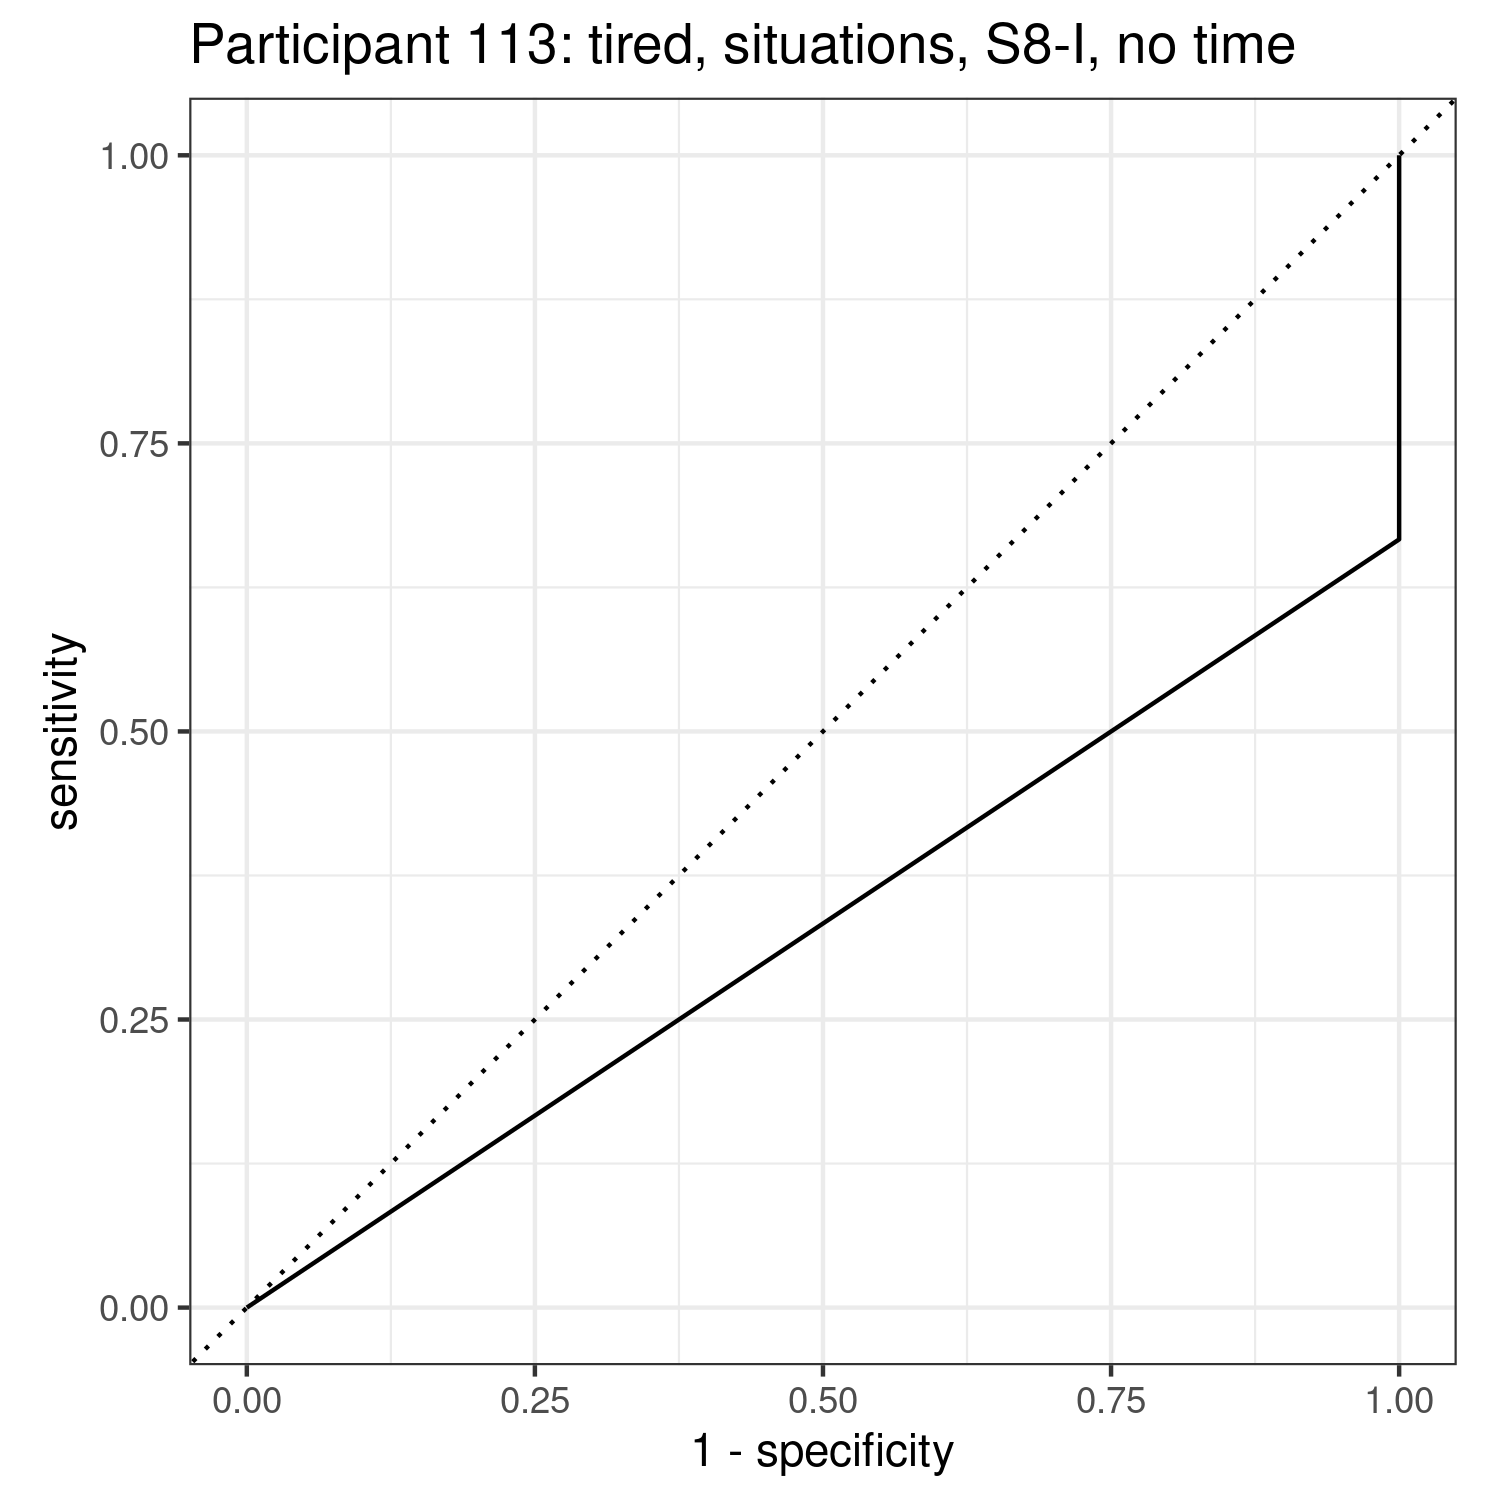 Participant 113: tired, situations, S8-I, no time
1.00
0.75
0.50
0.25
0.00
sensitivity
0.00 0.25 0.50 0.75 1.00
1 - specificity